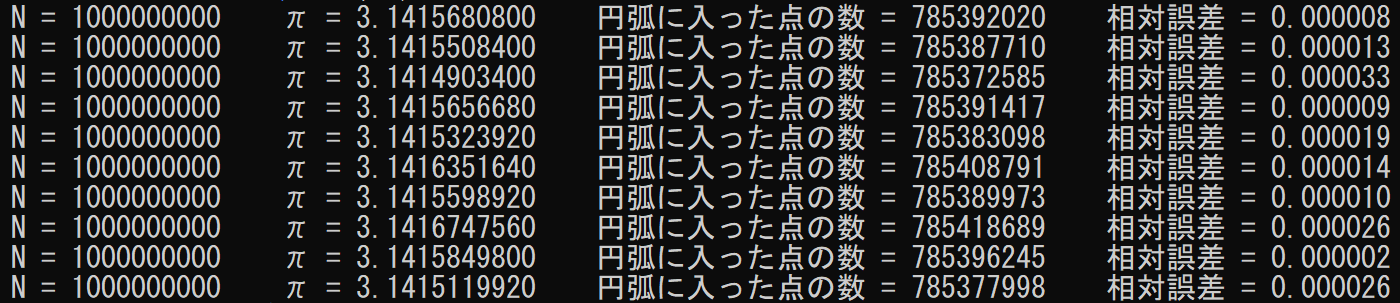 N = 1000000000 π = 3.1415680800 円弧に入った点の数 = 785392020 相対誤差 = 0.000008
N = 1000000000 π = 3.1415508400 円弧に入った点の数 = 785387710 相対誤差 = 0.000013
N = 1000000000 π = 3.1414903400 円弧に入った点の数 = 785372585 相対誤差 = 0.000033
N = 1000000000 π = 3.1415656680 円弧に入った点の数 = 785391417 相対誤差 = 0.000009
N = 1000000000 π = 3.1415323920 円弧に入った点の数 = 785383098 相対誤差 = 0.000019
N = 1000000000 π = 3.1416351640 円弧に入った点の数 = 785408791 相対誤差 = 0.000014
N = 1000000000 π = 3.1415598920 円弧に入った点の数 = 785389973 相対誤差 = 0.000010
N = 1000000000 π = 3.1416747560 円弧に入った点の数 = 785418689 相対誤差 = 0.000026
N = 1000000000 π = 3.1415849800 円弧に入った点の数 = 785396245 相対誤差 = 0.000002
N = 1000000000 π = 3.1415119920 円弧に入った点の数 = 785377998 相対誤差 = 0.000026